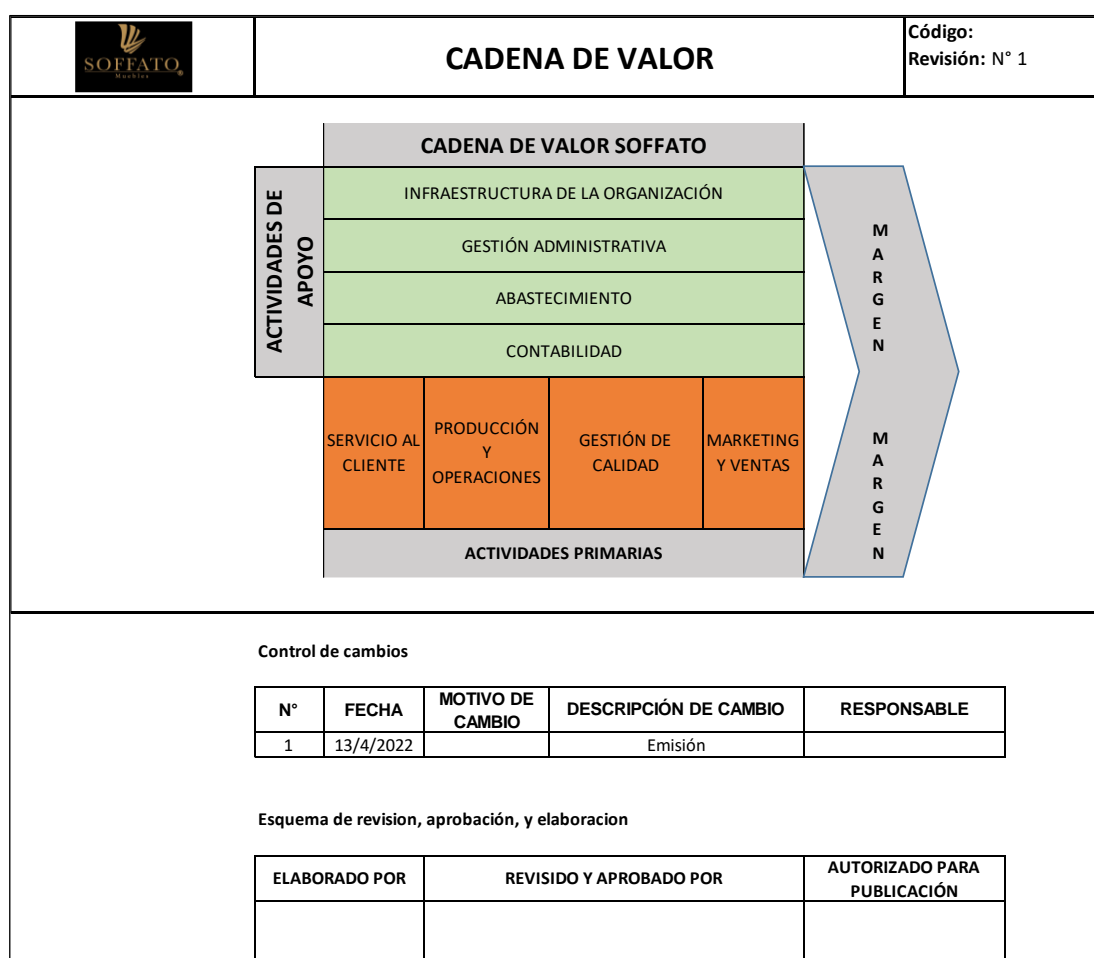 SOFFATO
Muebles
CADENA DE VALOR
Código:
Revisión: N° 1
CADENA DE VALOR SOFFATO
ACTIVIDADES DE
APOYO
INFRAESTRUCTURA DE LA ORGANIZACIÓN
GESTIÓN ADMINISTRATIVA
ABASTECIMIENTO
CONTABILIDAD
SERVICIO AL
CLIENTE
PRODUCCIÓN
Y
OPERACIONES
GESTIÓN DE
CALIDAD
MARKETING
Y VENTAS
ACTIVIDADES PRIMARIAS
M
A
R
G
E
N
M
A
R
G
E
N
Control de cambios
N°
FECHA
MOTIVO DE
CAMBIO
DESCRIPCIÓN DE CAMBIO
RESPONSABLE
1
13/4/2022
Emisión
Esquema de revision, aprobación, y elaboracion
ELABORADO POR
REVISIDO Y APROBADO POR
AUTORIZADO PARA
PUBLICACIÓN